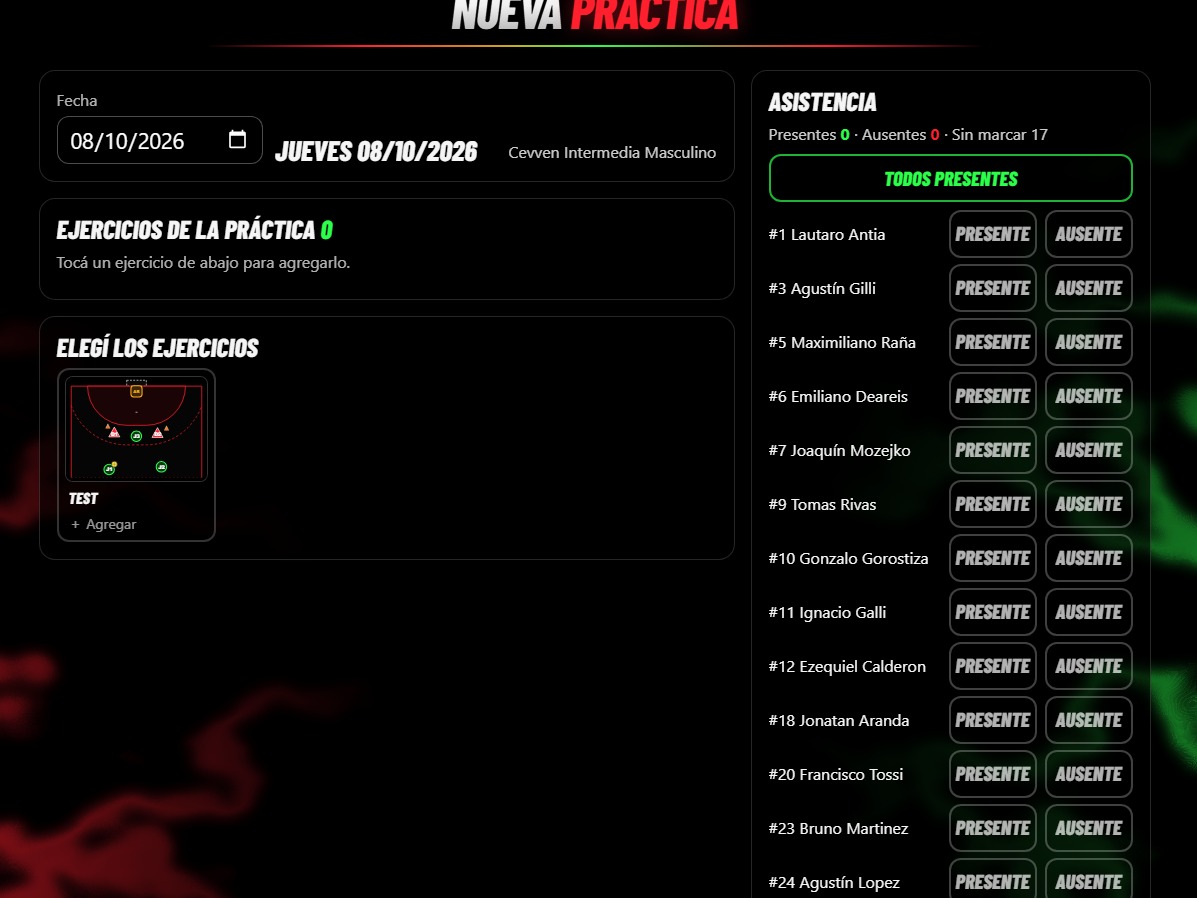 NUEVA PRÁCTICA
Fecha
08/10/2026
JUEVES 08/10/2026
Cevven Intermedia Masculino
EJERCICIOS DE LA PRÁCTICA 0
Tocá un ejercicio de abajo para agregarlo.
ELEGÍ LOS EJERCICIOS
TEST
+ Agregar
ASISTENCIA
Presentes 0 · Ausentes 0 · Sin marcar 17
TODOS PRESENTES
#1 Lautaro Antia PRESENTE AUSENTE
#3 Agustín Gilli PRESENTE AUSENTE
#5 Maximiliano Raña PRESENTE AUSENTE
#6 Emiliano Deareis PRESENTE AUSENTE
#7 Joaquín Mozejko PRESENTE AUSENTE
#9 Tomas Rivas PRESENTE AUSENTE
#10 Gonzalo Gorostiza PRESENTE AUSENTE
#11 Ignacio Galli PRESENTE AUSENTE
#12 Ezequiel Calderon PRESENTE AUSENTE
#18 Jonatan Aranda PRESENTE AUSENTE
#20 Francisco Tossi PRESENTE AUSENTE
#23 Bruno Martinez PRESENTE AUSENTE
#24 Agustín Lopez PRESENTE AUSENTE